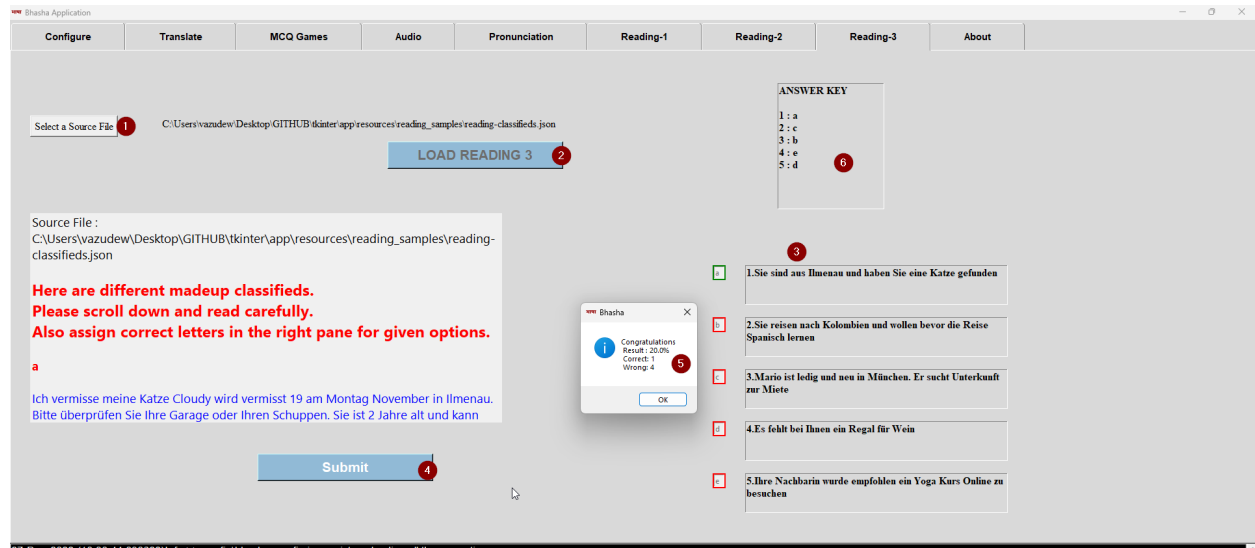 भाषा Bhasha Application
Configure
Translate
MCQ Games
Audio
Pronunciation
Reading-1
Reading-2
Reading-3
About
Select a Source File
1
C:\Users\vazudew\Desktop\GITHUB\tkinter\app\resources\reading_samples\reading-classifieds.json
LOAD READING 3
2
ANSWER KEY
1 : a
2 : c
3 : b
4 : e
5 : d
6
Source File :
C:\Users\vazudew\Desktop\GITHUB\tkinter\app\resources\reading_samples\reading-
classifieds.json
Here are different madeup classifieds.
Please scroll down and read carefully.
Also assign correct letters in the right pane for given options.
a
Ich vermisse meine Katze Cloudy wird vermisst 19 am Montag November in Ilmenau.
Bitte überprüfen Sie Ihre Garage oder Ihren Schuppen. Sie ist 2 Jahre alt und kann
Submit
4
3
a
1.Sie sind aus Ilmenau und haben Sie eine Katze gefunden
b
2.Sie reisen nach Kolombien und wollen bevor die Reise
Spanisch lernen
c
3.Mario ist ledig und neu in München. Er sucht Unterkunft
zur Miete
d
4.Es fehlt bei Ihnen ein Regal für Wein
e
5.Ihre Nachbarin wurde empfohlen ein Yoga Kurs Online zu
besuchen
भाषा Bhasha
Congratulations
Result : 20.0%
Correct: 1
Wrong: 4
5
OK